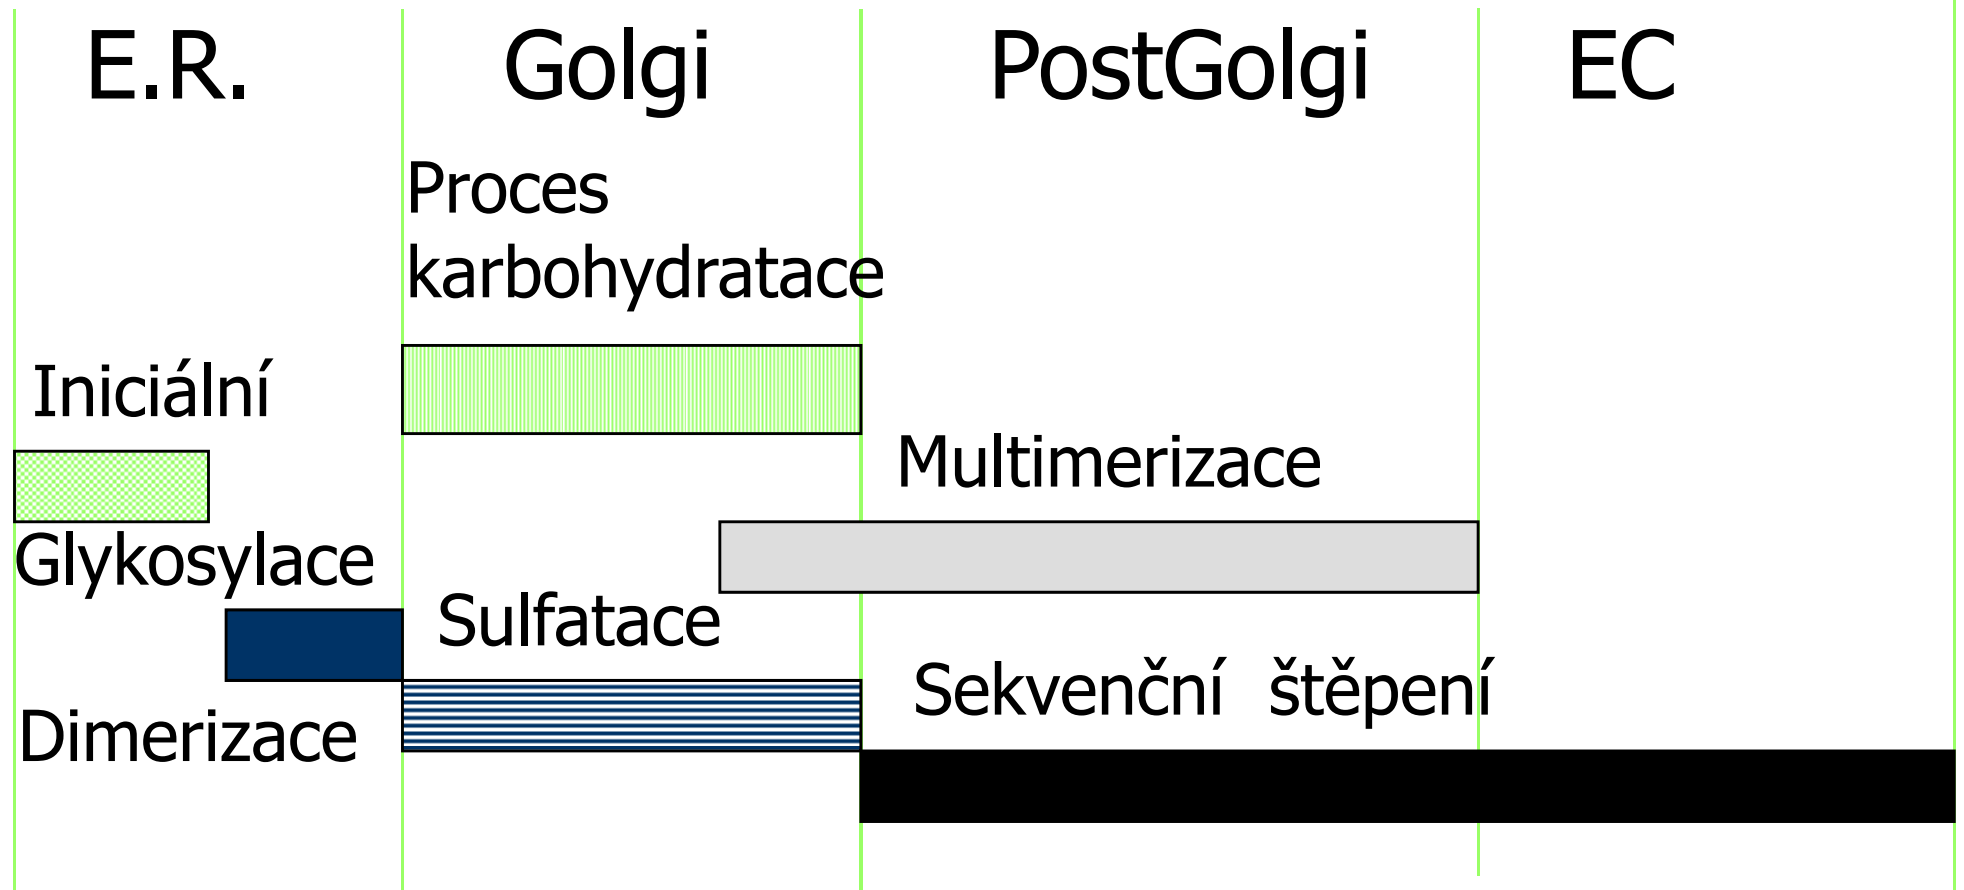 E.R.
Golgi
PostGolgi
EC
Proces
karbohydratace
Iniciální
Glykosylace
Multimerizace
Sulfatace
Dimerizace
Sekvenční štěpení